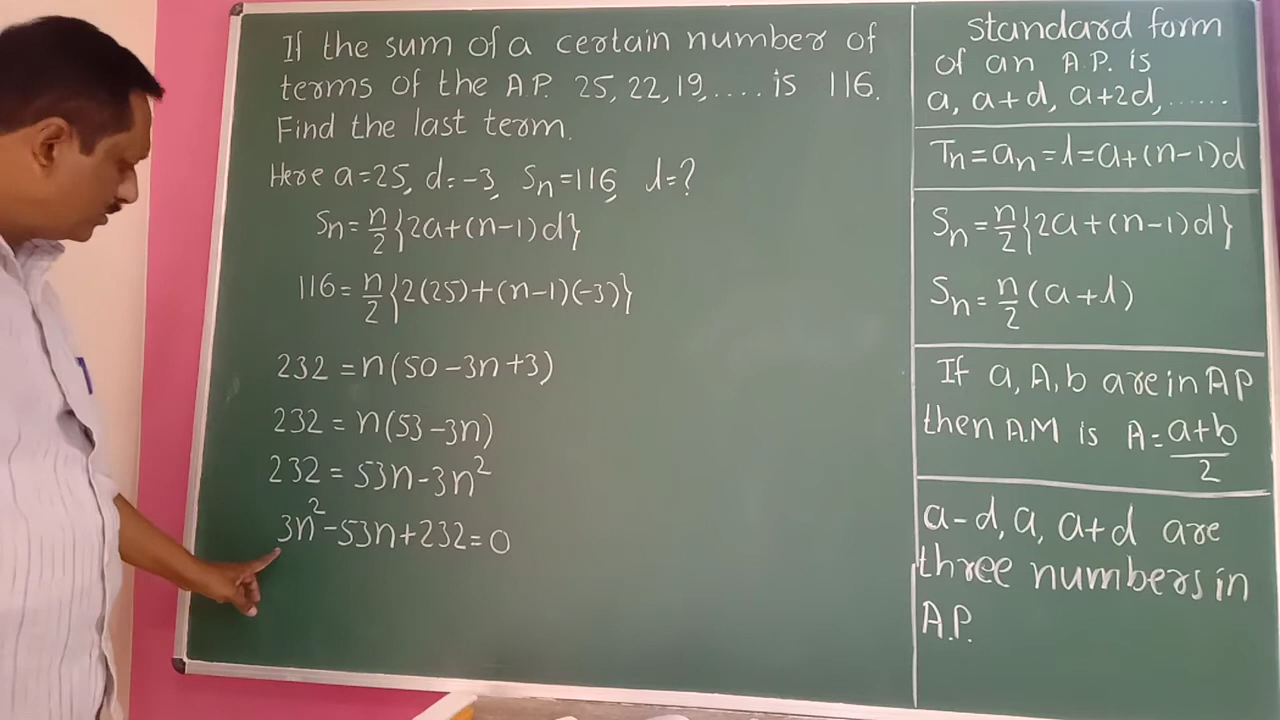 If the sum of a certain number of
terms of the A.P. 25, 22, 19, .... is 116.
Find the last term.
Here a=25, d=-3, Sn=116, l=?
Sn=n/2{2a+(n-1)d}
116=n/2{2(25)+(n-1)(-3)}
232=n(50-3n+3)
232=n(53-3n)
232=53n-3n²
3n²-53n+232=0
standard form
of an A.P. is
a, a+d, a+2d, ......
Tn=an=l=a+(n-1)d
Sn=n/2{2a+(n-1)d}
Sn=n/2(a+l)
If a, A, b are in AP
then A.M is A=a+b/2
a-d, a, a+d are
three numbers in
A.P.